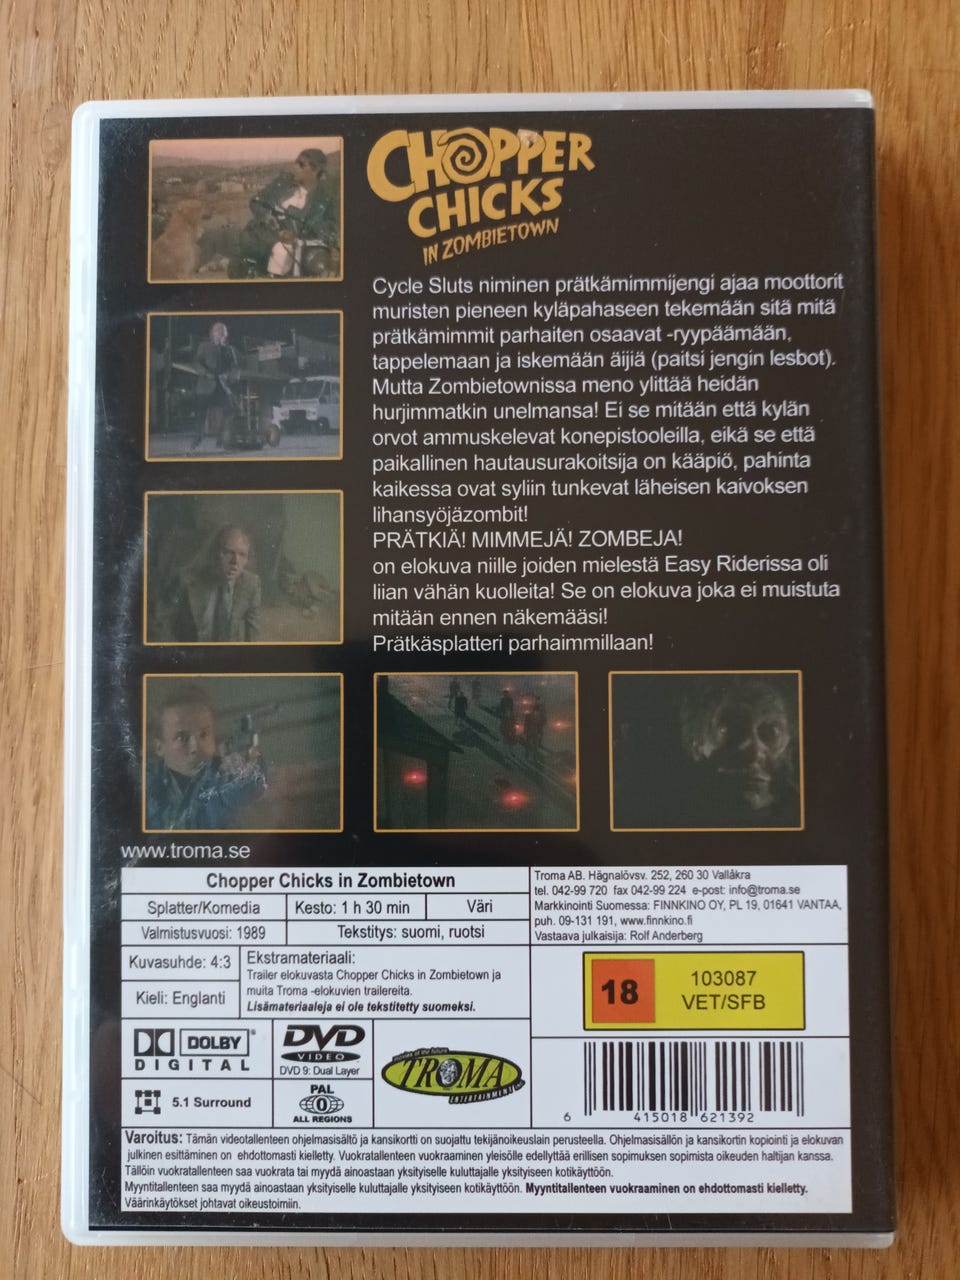 CHOPPER
CHICKS
IN ZOMBIETOWN
Cycle Sluts niminen prätkämimmijengi ajaa moottorit
muristen pieneen kyläpahaseen tekemään sitä mitä
prätkämimmit parhaiten osaavat -ryypäämään,
tappelemaan ja iskemään äijiä (paitsi jengin lesbot).
Mutta Zombietownissa meno ylittää heidän
hurjimmatkin unelmansa! Ei se mitään että kylän
orvot ammuskelevat konepistooleilla, eikä se että
paikallinen hautausurakoitsija on kääpiö, pahinta
kaikessa ovat syliin tunkevat läheisen kaivoksen
lihansyöjäzombit!
PRÄTKIÄ! MIMMEJÄ! ZOMBEJA!
on elokuva niille joiden mielestä Easy Riderissa oli
liian vähän kuolleita! Se on elokuva joka ei muistuta
mitään ennen näkemääsi!
Prätkäsplatteri parhaimmillaan!
www.troma.se
Chopper Chicks in Zombietown
Splatter/Komedia
Kesto: 1 h 30 min
Väri
Valmistusvuosi: 1989
Tekstitys: suomi, ruotsi
Kuvasuhde: 4:3
Kieli: Englanti
Ekstramateriaali:
Trailer elokuvasta Chopper Chicks in Zombietown ja
muita Troma -elokuvien trailereita.
Lisämateriaaleja ei ole tekstitetty suomeksi.
Troma AB. Hägnalövsv. 252, 260 30 Vallåkra
tel. 042-99 720 fax 042-99 224 e-post: info@troma.se
Markkinointi Suomessa: FINNKINO OY, PL 19, 01641 VANTAA,
puh. 09-131 191, www.finnkino.fi
Vastaava julkaisija: Rolf Anderberg
18
103087
VET/SFB
DOLBY
DIGITAL
5.1 Surround
DVD
VIDEO
DVD 9: Dual Layer
PAL
0
ALL REGIONS
movies of the future
TROMA
ENTERTAINMENT
6 415018 621392
Varoitus: Tämän videotallenteen ohjelmasisältö ja kansikortti on suojattu tekijänoikeuslain perusteella. Ohjelmasisällön ja kansikortin kopiointi ja elokuvan
julkinen esittäminen on ehdottomasti kielletty. Vuokratallenteen vuokraaminen yleisölle edellyttää erillisen sopimuksen sopimista oikeuden haltijan kanssa.
Tällöin vuokratallenteen saa vuokrata tai myydä ainoastaan yksityiselle kuluttajalle yksityiseen kotikäyttöön.
Myyntitallenteen saa myydä ainoastaan yksityiselle kuluttajalle yksityiseen kotikäyttöön. Myyntitallenteen vuokraaminen on ehdottomasti kielletty.
Väärinkäytökset johtavat oikeustoimiin.